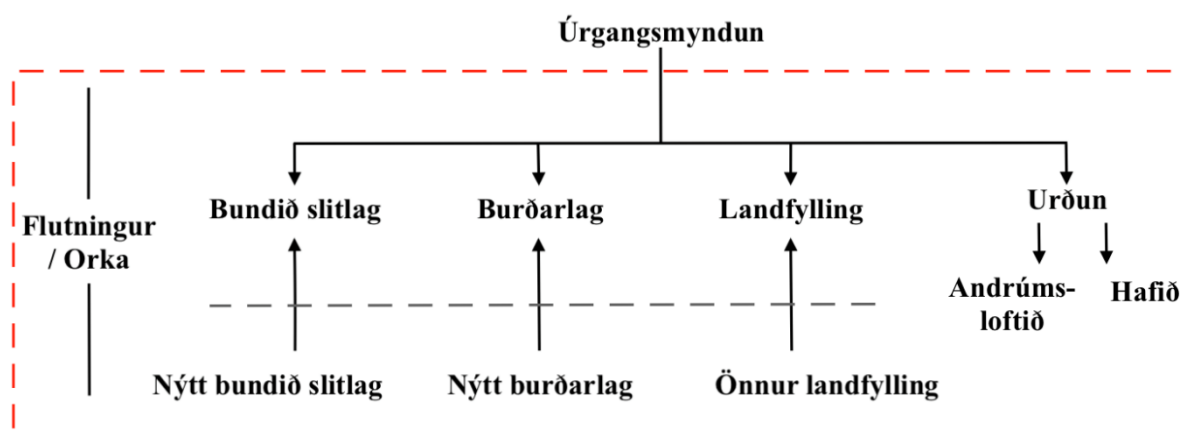 Úrgangsmyndun
Bundið slitlag
Burðarlag
Landfylling
Urðun
Flutningur
/ Orka
Andrúms-
loftið
Hafið
Nýtt bundið slitlag
Nýtt burðarlag
Önnur landfylling